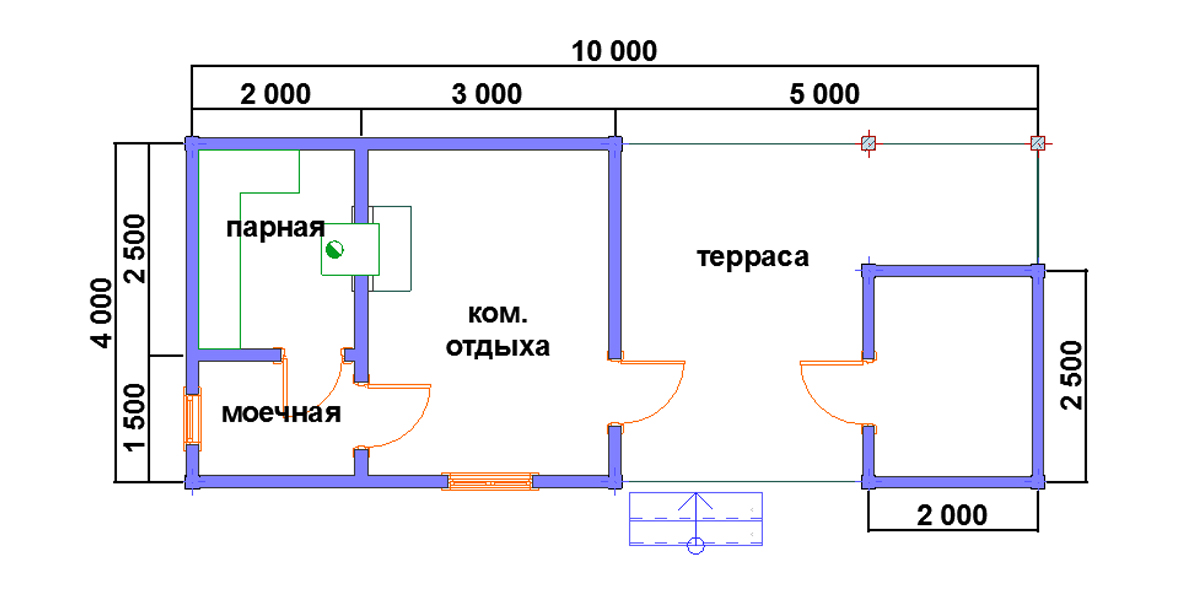 10 000
2 000
3 000
5 000
4 000
2 500
1 500
парная
терраса
ком.
отдыха
моечная
2 500
2 000